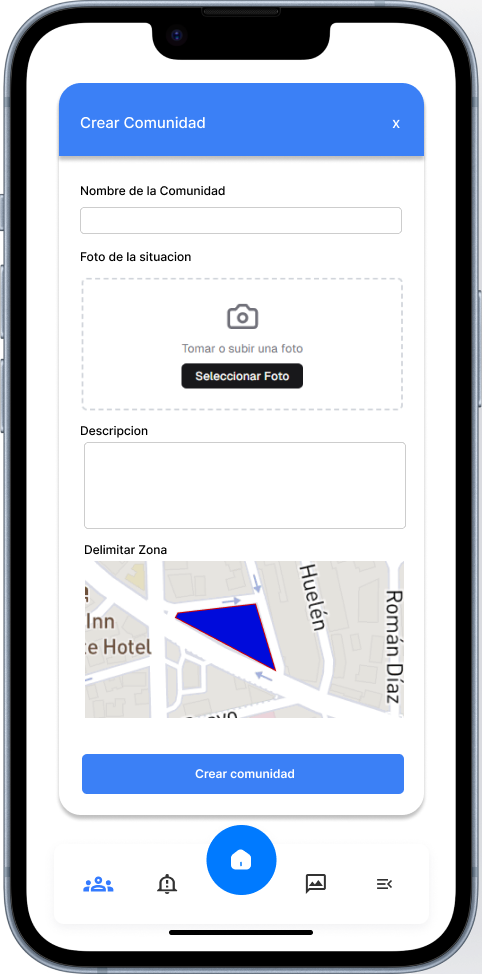 Crear Comunidad
x
Nombre de la Comunidad
Foto de la situacion
Tomar o subir una foto
Seleccionar Foto
Descripcion
Delimitar Zona
Inn
te Hotel
Huelén
Román Díaz
Crear comunidad